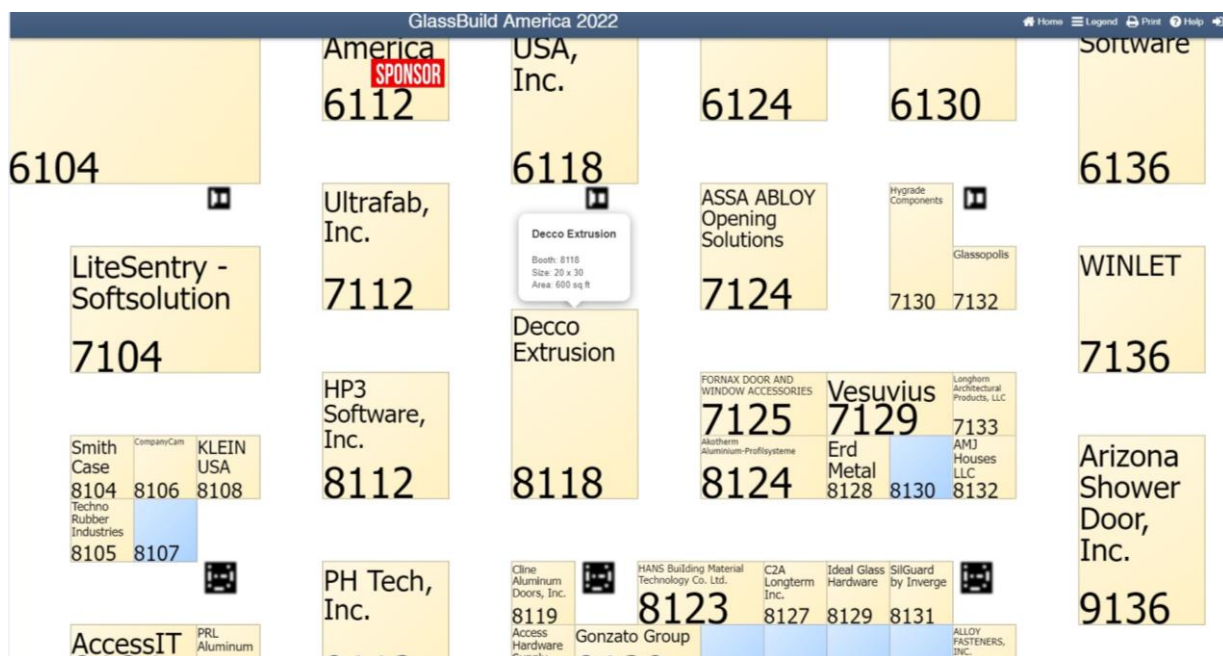 GlassBuild America 2022
Home Legend Print Help
America
SPONSOR
6112
USA,
Inc.
6118
6124
6130
Software
6136
6104
Ultrafab,
Inc.
7112
ASSA ABLOY
Opening
Solutions
7124
Hygrade
Components
7130
Glassopolis
7132
LiteSentry -
Softsolution
7104
Decco Extrusion
Booth: 8118
Size: 20 x 30
Area: 600 sq ft
WINLET
7136
Decco
Extrusion
8118
HP3
Software,
Inc.
8112
FORNAX DOOR AND
WINDOW ACCESSORIES
7125
Vesuvius
7129
Longhorn
Architectural
Products, LLC
7133
Smith
Case
8104
CompanyCam
8106
KLEIN
USA
8108
Akotherm
Aluminium-Profilsysteme
8124
Erd
Metal
8128
8130
AMJ
Houses
LLC
8132
Arizona
Shower
Door,
Inc.
9136
Techno
Rubber
Industries
8105
8107
PH Tech,
Inc.
Cline
Aluminum
Doors, Inc.
8119
HANS Building Material
Technology Co. Ltd.
8123
C2A
Longterm
Inc.
8127
Ideal Glass
Hardware
8129
SilGuard
by Inverge
8131
AccessIT
PRL
Aluminum
Access
Hardware
Gonzato Group
ALLOY
FASTENERS,
INC.